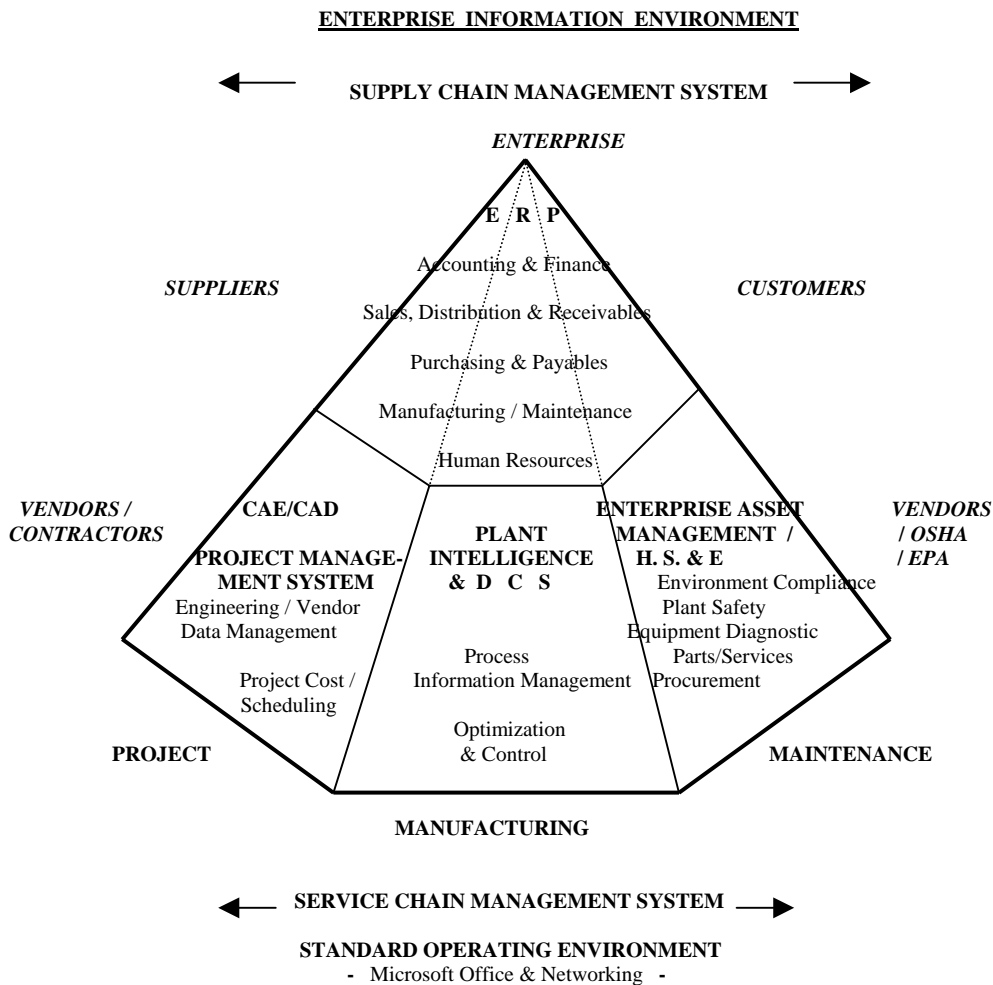 ENTERPRISE INFORMATION ENVIRONMENT
SUPPLY CHAIN MANAGEMENT SYSTEM
ENTERPRISE
E R P
Accounting & Finance
SUPPLIERS
CUSTOMERS
Sales, Distribution & Receivables
Purchasing & Payables
Manufacturing / Maintenance
Human Resources
VENDORS /
CONTRACTORS
CAE/CAD
PROJECT MANAGE-
MENT SYSTEM
Engineering / Vendor
Data Management
Project Cost /
Scheduling
PLANT
INTELLIGENCE
& D C S
Process
Information Management
Optimization
& Control
ENTERPRISE ASSET
MANAGEMENT /
H. S. & E
Environment Compliance
Plant Safety
Equipment Diagnostic
Parts/Services
Procurement
VENDORS
/ OSHA
/ EPA
PROJECT
MAINTENANCE
MANUFACTURING
SERVICE CHAIN MANAGEMENT SYSTEM
STANDARD OPERATING ENVIRONMENT
- Microsoft Office & Networking -